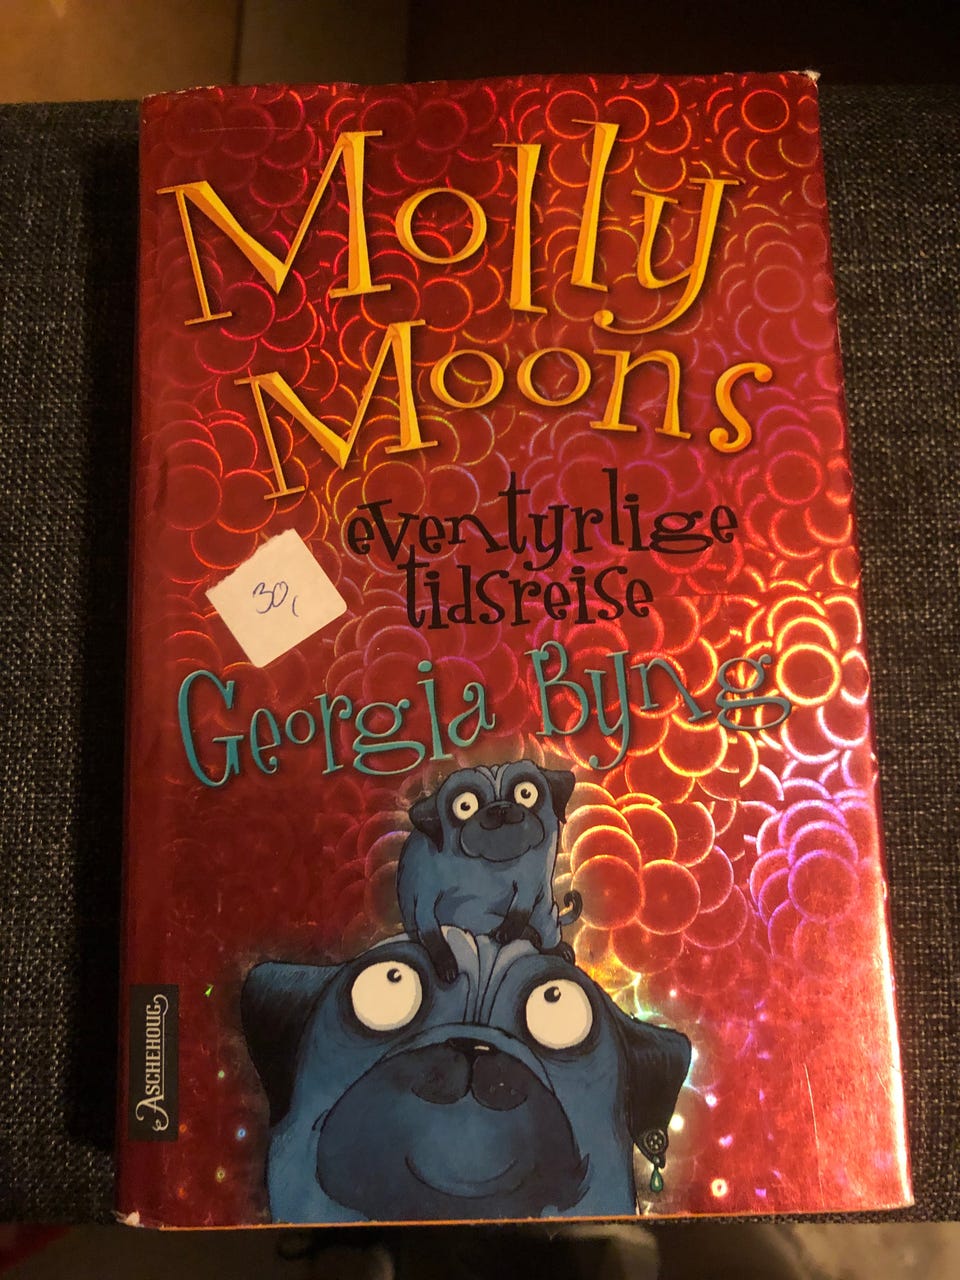 Molly
Moons
eventyrlige
tidsreise
30,
Georgia Byng
ASCHEHOUG